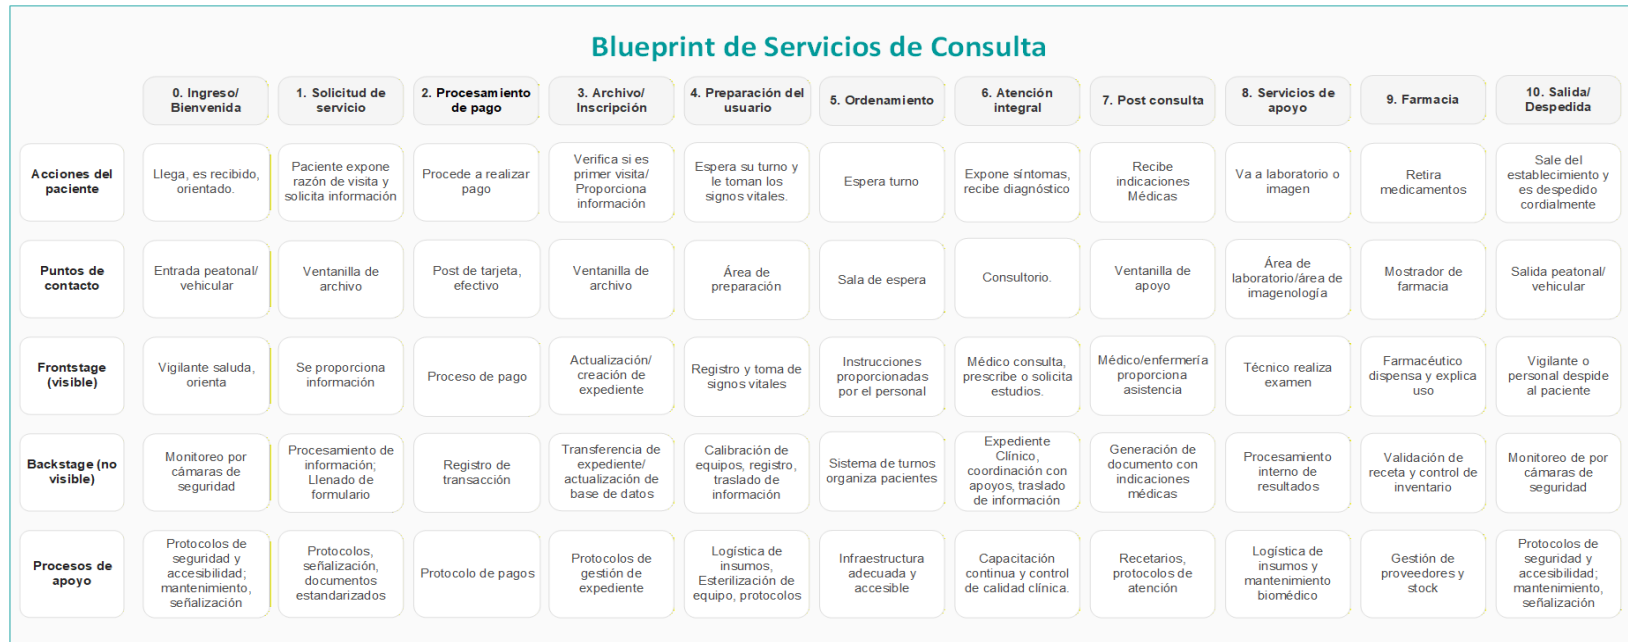 Blueprint de Servicios de Consulta
0. Ingreso/
Bienvenida
1. Solicitud de
servicio
2. Procesamiento
de pago
3. Archivo/
Inscripción
4. Preparación del
usuario
5. Ordenamiento
6. Atención
integral
7. Post consulta
8. Servicios de
apoyo
9. Farmacia
10. Salida/
Despedida
Acciones del
paciente
Llega, es recibido,
orientado.
Paciente expone
razón de visita y
solicita información
Procede a realizar
pago
Verifica si es
primer visita/
Proporciona
información
Espera su turno y
le toman los
signos vitales.
Espera turno
Expone síntomas,
recibe diagnóstico
Recibe
indicaciones
Médicas
Va a laboratorio o
imagen
Retira
medicamentos
Sale del
establecimiento y
es despedido
cordialmente
Puntos de
contacto
Entrada peatonal/
vehicular
Ventanilla de
archivo
Post de tarjeta,
efectivo
Ventanilla de
archivo
Área de
preparación
Sala de espera
Consultorio.
Ventanilla de
apoyo
Área de
laboratorio/área de
imagenología
Mostrador de
farmacia
Salida peatonal/
vehicular
Frontstage
(visible)
Vigilante saluda,
orienta
Se proporciona
información
Proceso de pago
Actualización/
creación de
expediente
Registro y toma de
signos vitales
Instrucciones
proporcionadas
por el personal
Médico consulta,
prescribe o solicita
estudios.
Médico/enfermería
proporciona
asistencia
Técnico realiza
examen
Farmacéutico
dispensa y explica
uso
Vigilante o
personal despide
al paciente
Backstage (no
visible)
Monitoreo por
cámaras de
seguridad
Procesamiento de
información;
Llenado de
formulario
Registro de
transacción
Transferencia de
expediente/
actualización de
base de datos
Calibración de
equipos, registro,
traslado de
información
Sistema de turnos
organiza pacientes
Expediente
Clínico,
coordinación con
apoyos, traslado
de información
Generación de
documento con
indicaciones
médicas
Procesamiento
interno de
resultados
Validación de
receta y control de
inventario
Monitoreo de por
cámaras de
seguridad
Procesos de
apoyo
Protocolos de
seguridad y
accesibilidad;
mantenimiento,
señalización
Protocolos,
señalización,
documentos
estandarizados
Protocolo de pagos
Protocolos de
gestión de
expediente
Logística de
insumos,
Esterilización de
equipo, protocolos
Infraestructura
adecuada y
accesible
Capacitación
continua y control
de calidad clínica.
Recetarios,
protocolos de
atención
Logística de
insumos y
mantenimiento
biomédico
Gestión de
proveedores y
stock
Protocolos de
seguridad y
accesibilidad;
mantenimiento,
señalización